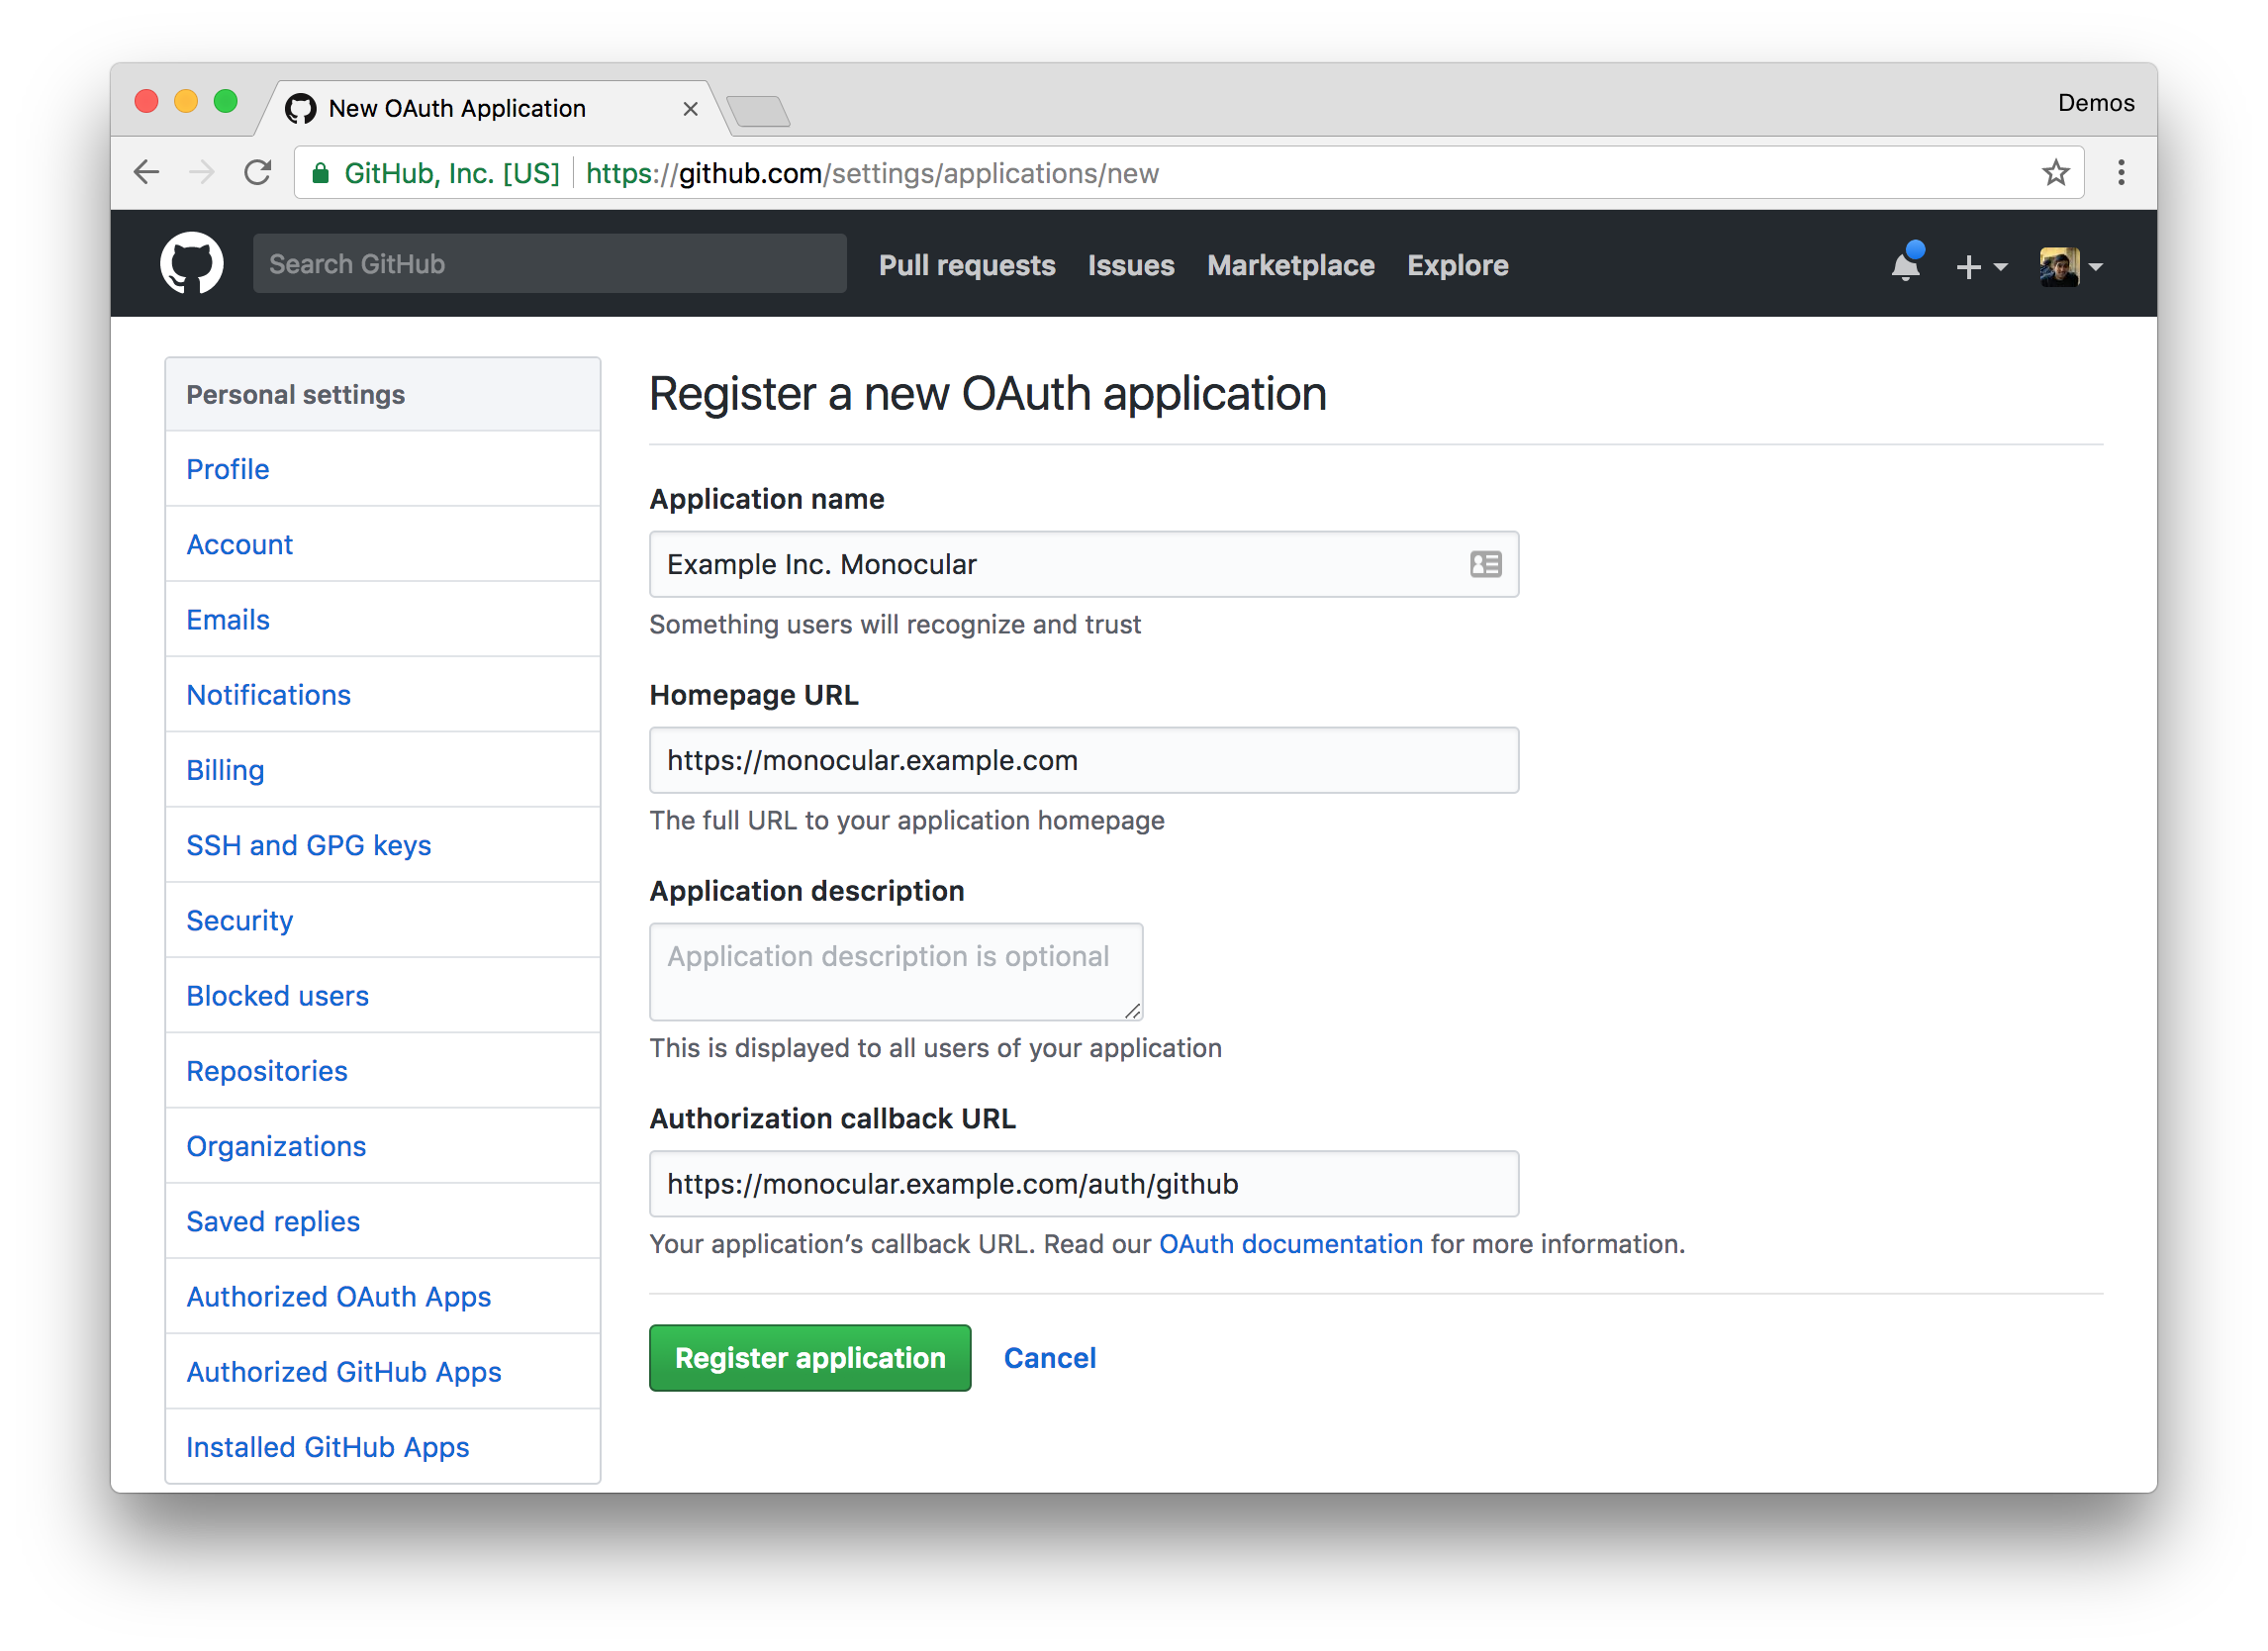 New OAuth Application
Demos
GitHub, Inc. [US] https://github.com/settings/applications/new
Search GitHub Pull requests Issues Marketplace Explore
Personal settings
Profile
Account
Emails
Notifications
Billing
SSH and GPG keys
Security
Blocked users
Repositories
Organizations
Saved replies
Authorized OAuth Apps
Authorized GitHub Apps
Installed GitHub Apps
Register a new OAuth application
Application name
Example Inc. Monocular
Something users will recognize and trust
Homepage URL
https://monocular.example.com
The full URL to your application homepage
Application description
Application description is optional
This is displayed to all users of your application
Authorization callback URL
https://monocular.example.com/auth/github
Your application’s callback URL. Read our OAuth documentation for more information.
Register application Cancel